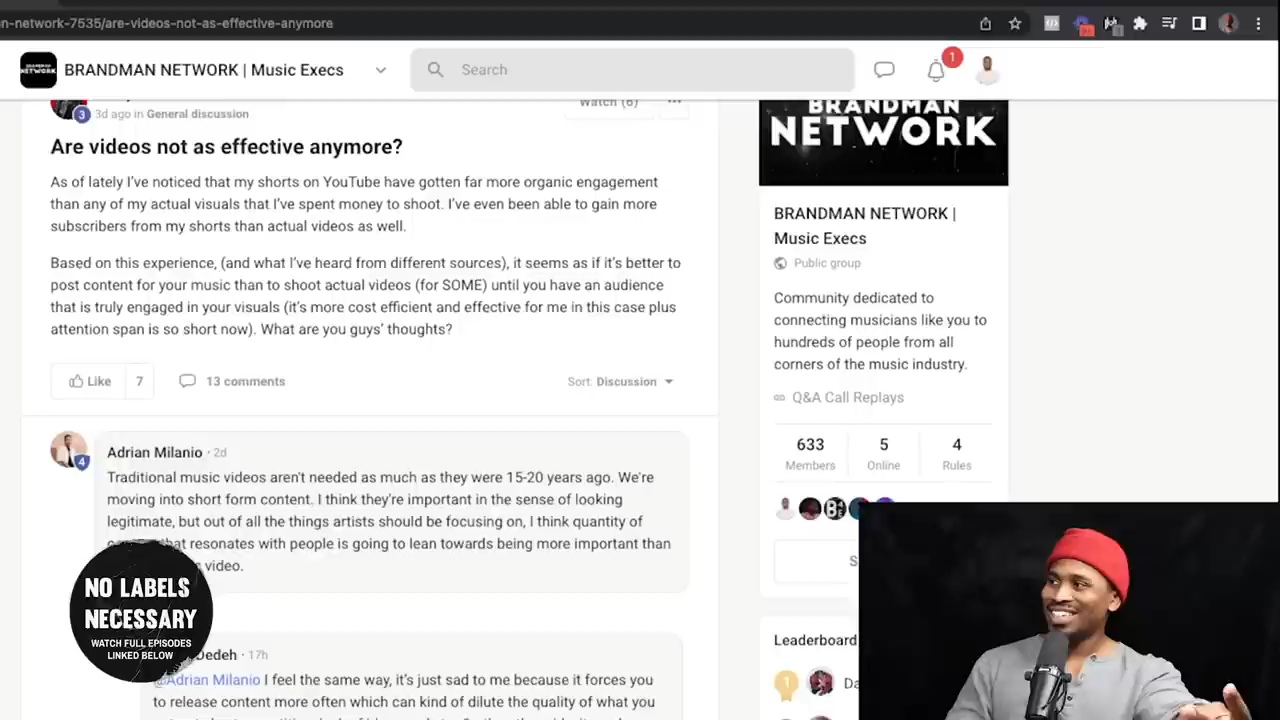 n-network-7535/are-videos-not-as-effective-anymore
BRANDMAN NETWORK | Music Execs
Search
1
3
3d ago in General discussion
Watch (6)
Are videos not as effective anymore?
As of lately I've noticed that my shorts on YouTube have gotten far more organic engagement
than any of my actual visuals that I've spent money to shoot. I've even been able to gain more
subscribers from my shorts than actual videos as well.
Based on this experience, (and what I've heard from different sources), it seems as if it's better to
post content for your music than to shoot actual videos (for SOME) until you have an audience
that is truly engaged in your visuals (it's more cost efficient and effective for me in this case plus
attention span is so short now). What are you guys' thoughts?
Like
7
13 comments
Sort: Discussion
4
Adrian Milanio · 2d
Traditional music videos aren't needed as much as they were 15-20 years ago. We're
moving into short form content. I think they're important in the sense of looking
legitimate, but out of all the things artists should be focusing on, I think quantity of
that resonates with people is going to lean towards being more important than
video.
Dedeh · 17h
@Adrian Milanio I feel the same way, it's just sad to me because it forces you
to release content more often which can kind of dilute the quality of what you
NO LABELS
NECESSARY
WATCH FULL EPISODES
LINKED BELOW
BRANDMAN
NETWORK
BRANDMAN NETWORK |
Music Execs
Public group
Community dedicated to
connecting musicians like you to
hundreds of people from all
corners of the music industry.
Q&A Call Replays
633
Members
5
Online
4
Rules
Leaderboard
1